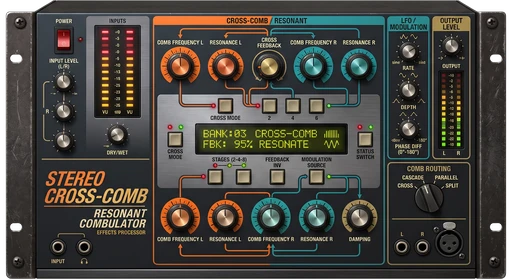 POWER
INPUTS
INPUT LEVEL
(L/R)
R
VU
VU
DRY/WET
STEREO
CROSS-COMB
RESONANT
COMBULATOR
EFFECTS PROCESSOR
INPUT
CROSS-COMB / RESONANT
COMB FREQUENCY L
RESONANCE L
CROSS
FEEDBACK
COMB FREQUENCY R
RESONANCE R
CROSS MODE
2
4
6
CROSS
MODE
BANK:03 CROSS-COMB
FBK: 95% RESONATE
STATUS
SWITCH
STAGES (2-4-8)
FEEDBACK
INV
MODULATION
SOURCE
COMB FREQUENCY L
RESONANCE L
COMB FREQUENCY R
RESONANCE R
DAMPING
LFO /
MODULATION
RATE
DEPTH
PHASE DIFF
(0°-180°)
OUTPUT
LEVEL
OUTPUT
L
R
COMB ROUTING
CASCADE
PARALLEL
CROSS
SPLIT
L
R